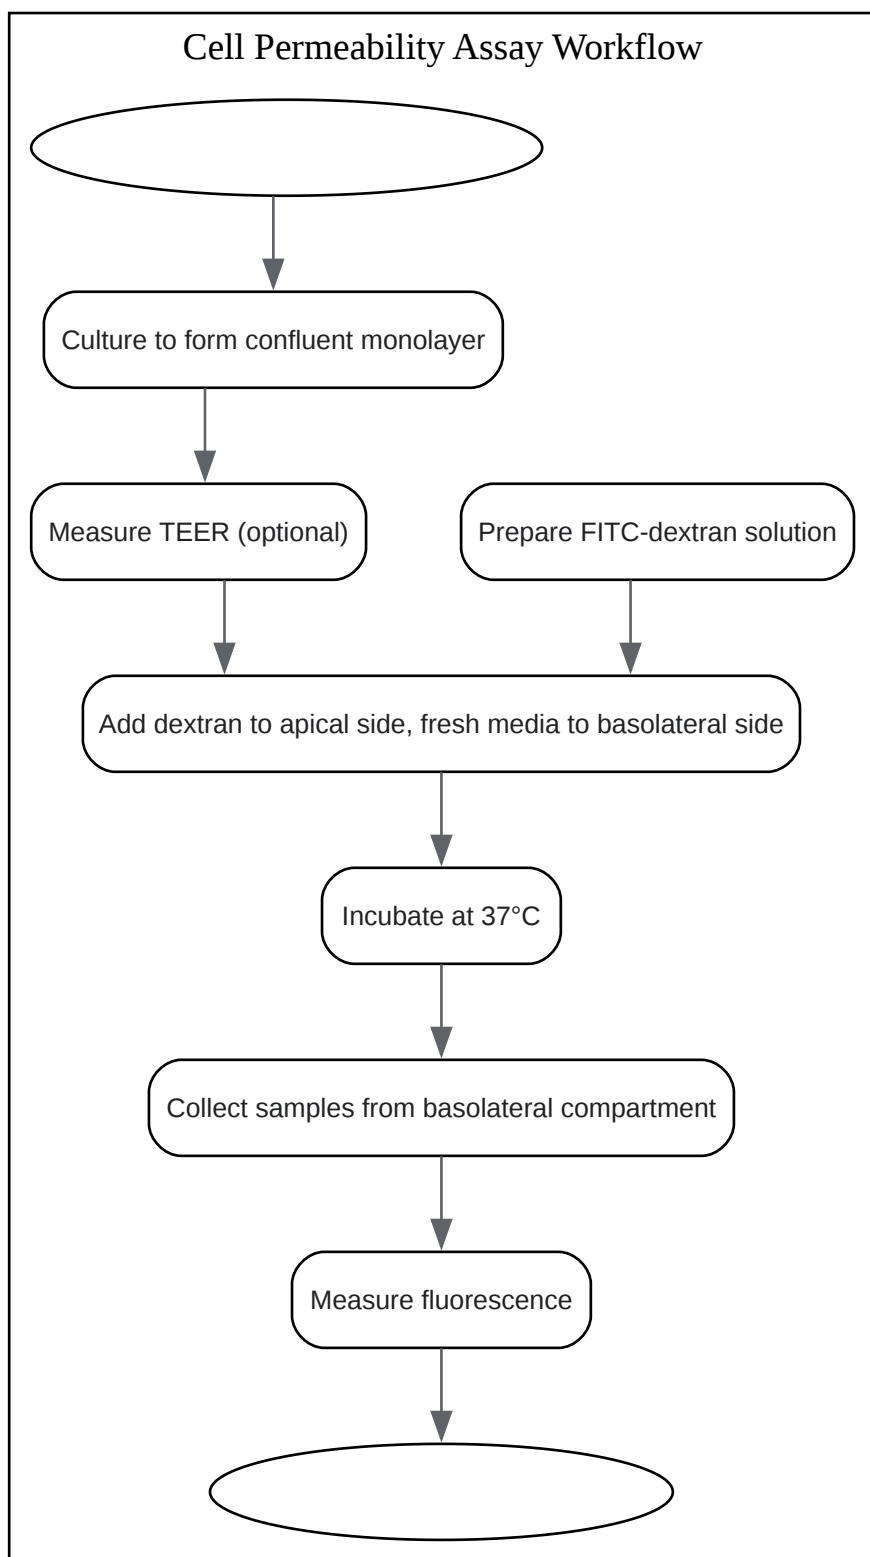 Cell Permeability Assay Workflow
Culture to form confluent monolayer
Measure TEER (optional)
Prepare FITC-dextran solution
Add dextran to apical side, fresh media to basolateral side
Incubate at 37°C
Collect samples from basolateral compartment
Measure fluorescence